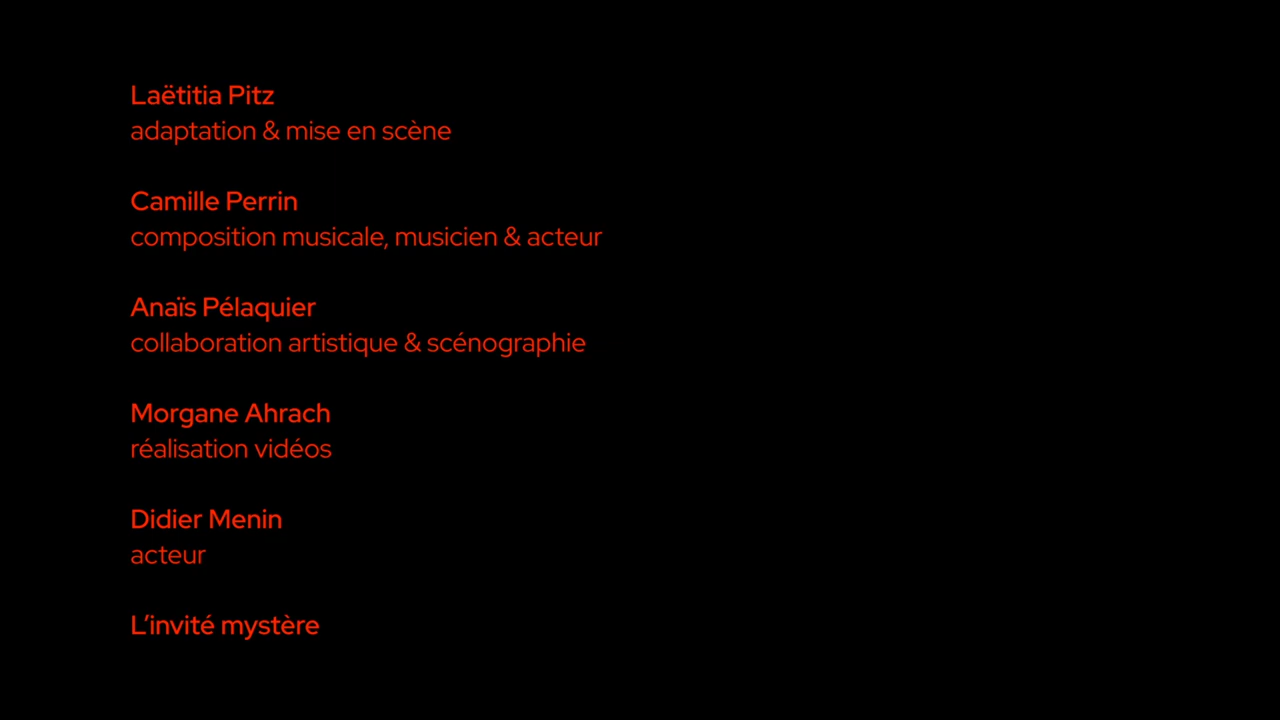 Laëtitia Pitz
adaptation & mise en scène
Camille Perrin
composition musicale, musicien & acteur
Anaïs Pélaquier
collaboration artistique & scénographie
Morgane Ahrach
réalisation vidéos
Didier Menin
acteur
L’invité mystère